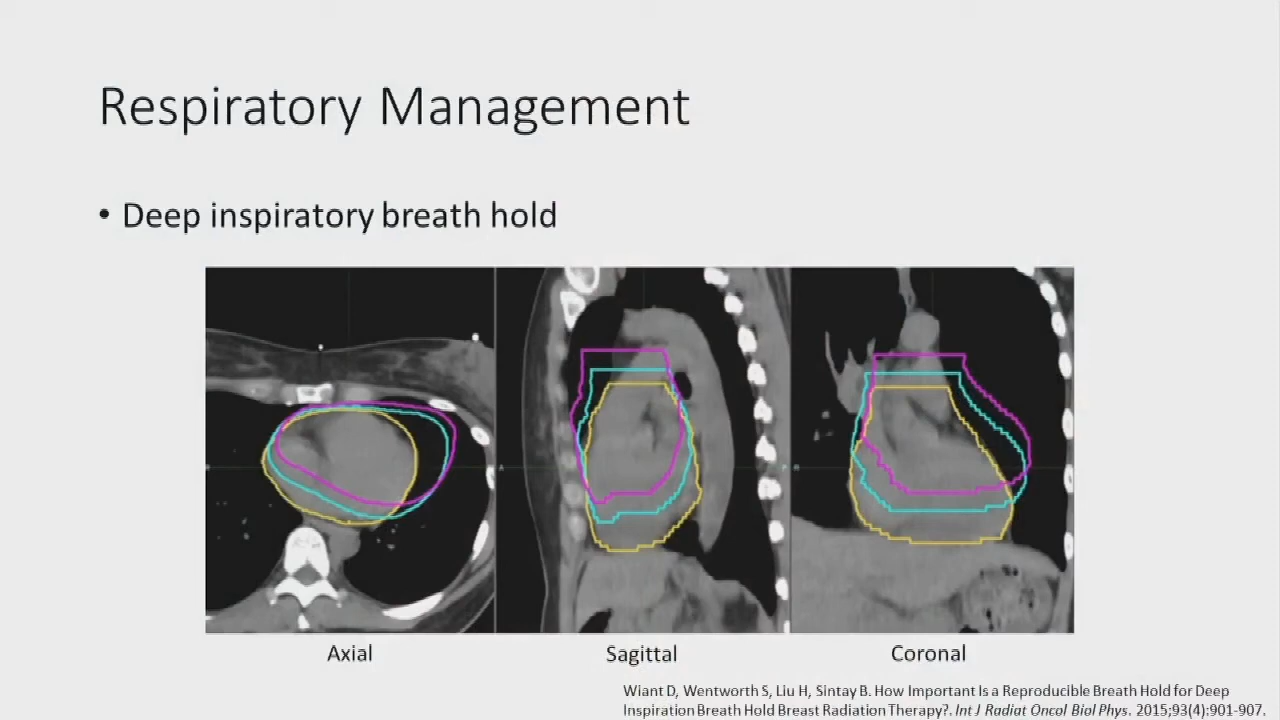 Respiratory Management
• Deep inspiratory breath hold
Axial
Sagittal
Coronal
Wiant D, Wentworth S, Liu H, Sintay B. How Important Is a Reproducible Breath Hold for Deep
Inspiration Breath Hold Breast Radiation Therapy?. Int J Radiat Oncol Biol Phys. 2015;93(4):901-907.